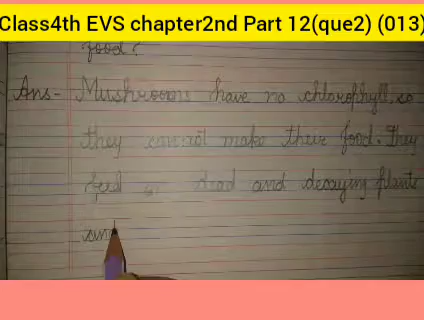 Class4th EVS chapter2nd Part 12(que2) (013)
food?
Ans- Mushrooms have no chlorophyll, so
they cannot make their food. They
feed on dead and decaying plants